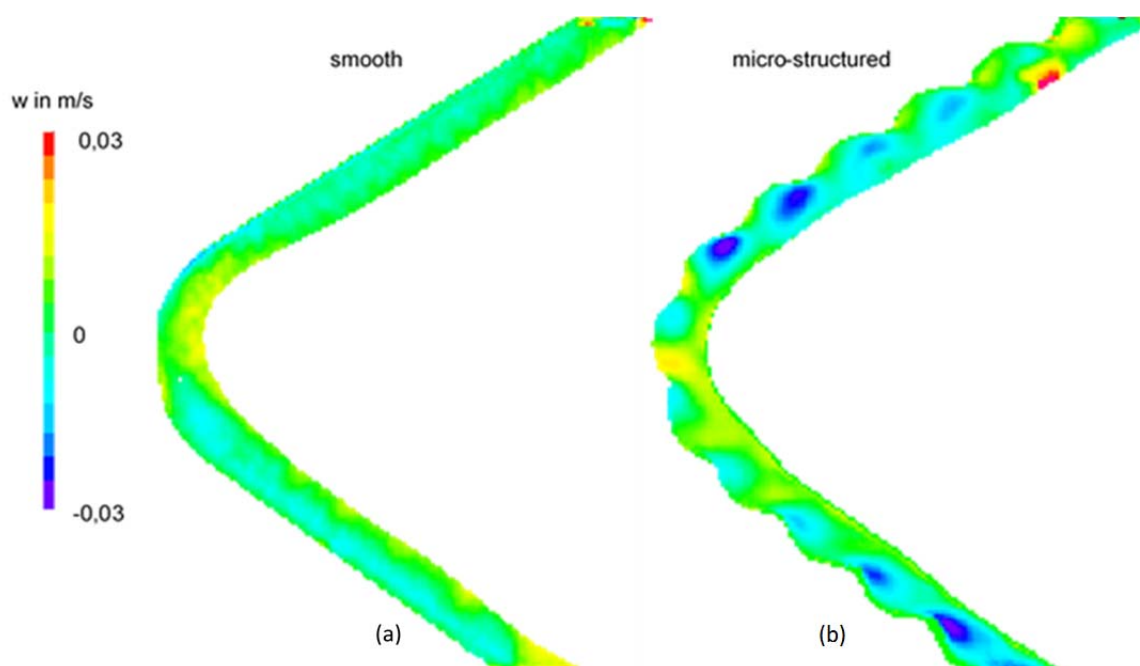 smooth
micro-structured
w in m/s
0,03
0
-0,03
(a)
(b)